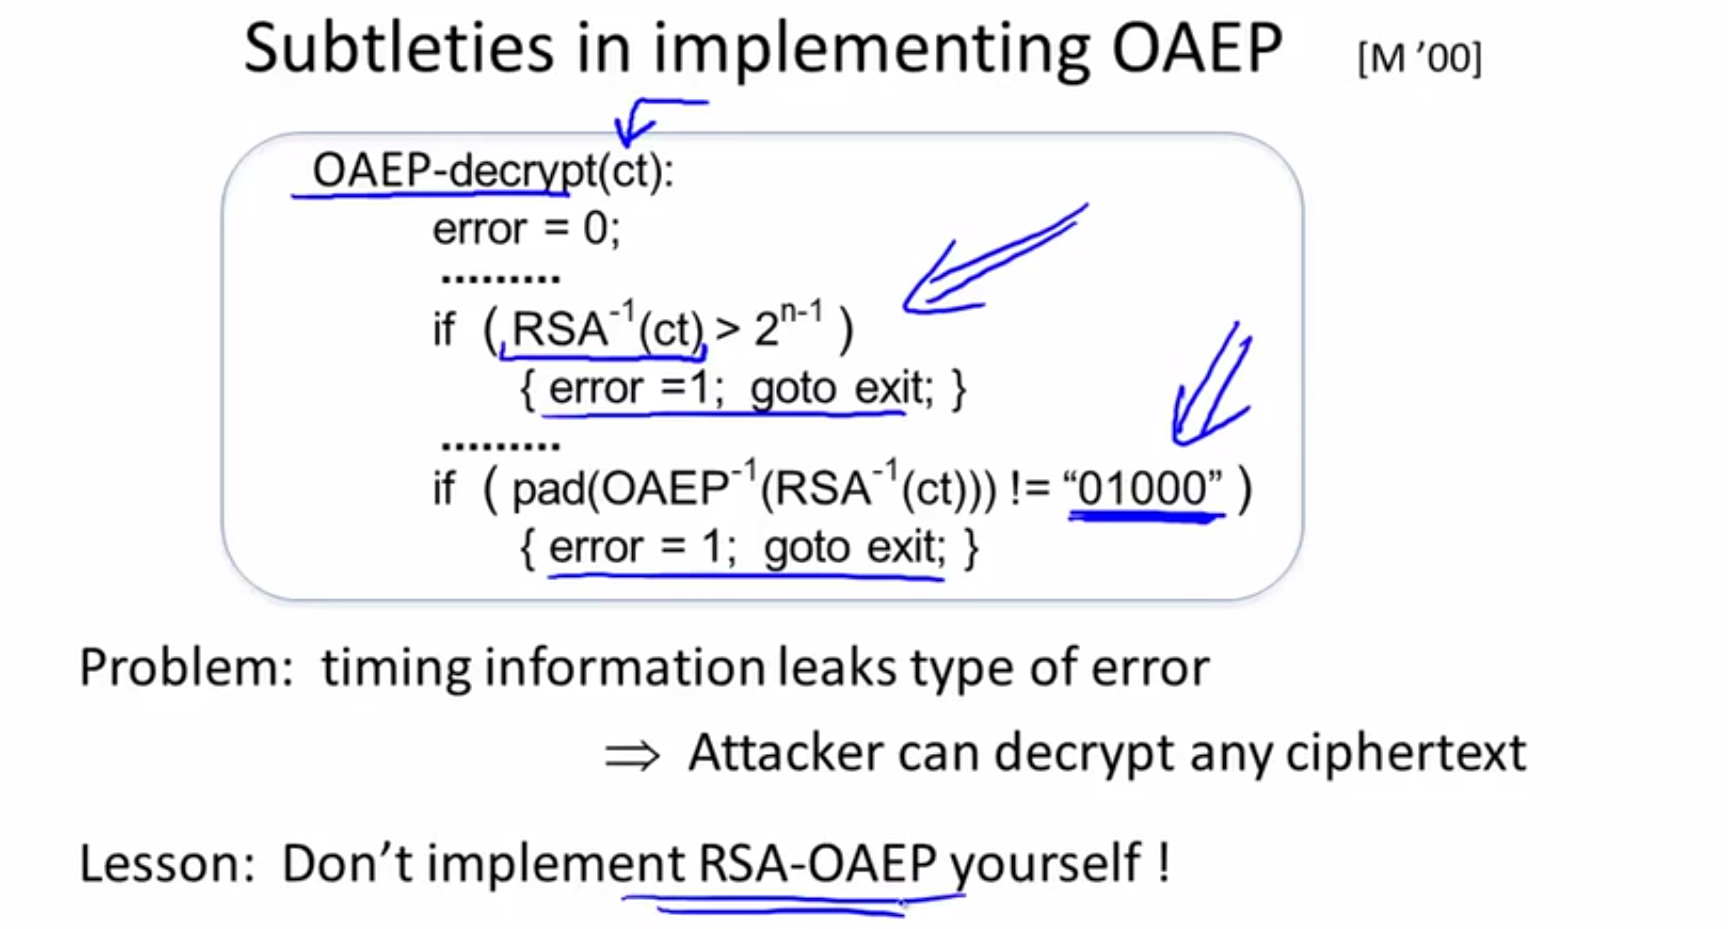 Subtleties in implementing OAEP [M ’00]
OAEP-decrypt(ct):
error = 0;
.........
if ( RSA⁻¹(ct) > 2ⁿ⁻¹ )
{ error =1; goto exit; }
.........
if ( pad(OAEP⁻¹(RSA⁻¹(ct))) != “01000” )
{ error = 1; goto exit; }
Problem: timing information leaks type of error
⇒ Attacker can decrypt any ciphertext
Lesson: Don’t implement RSA-OAEP yourself !